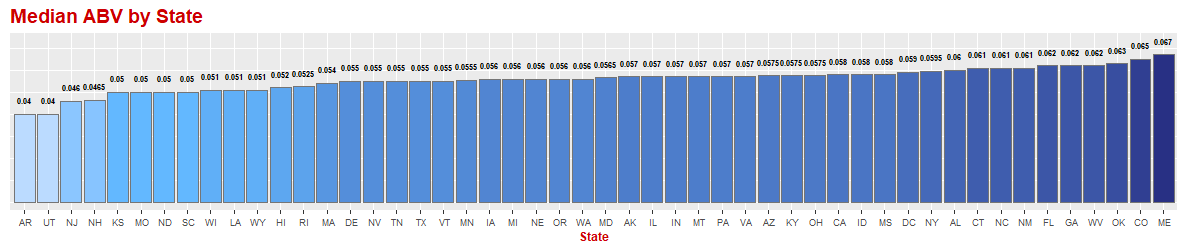 Median ABV by State
0.04 0.04 0.046 0.0465 0.05 0.05 0.05 0.05 0.051 0.051 0.051 0.052 0.0525 0.054 0.055 0.055 0.055 0.055 0.055 0.0555 0.056 0.056 0.056 0.056 0.056 0.0565 0.057 0.057 0.057 0.057 0.057 0.057 0.0575 0.0575 0.0575 0.058 0.058 0.058 0.059 0.0595 0.06 0.061 0.061 0.061 0.062 0.062 0.062 0.063 0.065 0.067
AR UT NJ NH KS MO ND SC WI LA WY HI RI MA DE NV TN TX VT MN IA MI NE OR WA MD AK IL IN MT PA VA AZ KY OH CA ID MS DC NY AL CT NC NM FL GA WV OK CO ME
State